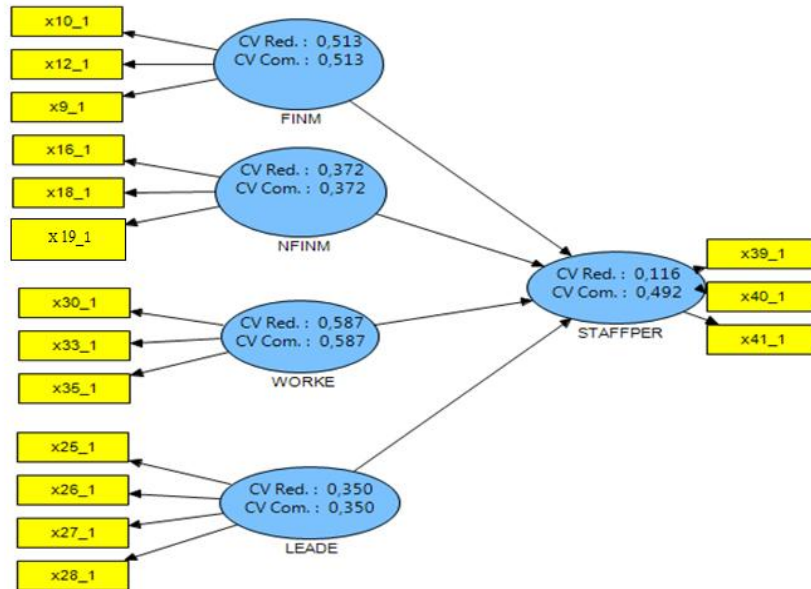 x10_1
x12_1
x9_1
CV Red. : 0,513
CV Com. : 0,513
FINM
x16_1
x18_1
x19_1
CV Red. : 0,372
CV Com. : 0,372
NFINM
x30_1
x33_1
x35_1
CV Red. : 0,587
CV Com. : 0,587
WORKE
x25_1
x26_1
x27_1
x28_1
CV Red. : 0,350
CV Com. : 0,350
LEADE
CV Red. : 0,116
CV Com. : 0,492
STAFFPER
x39_1
x40_1
x41_1